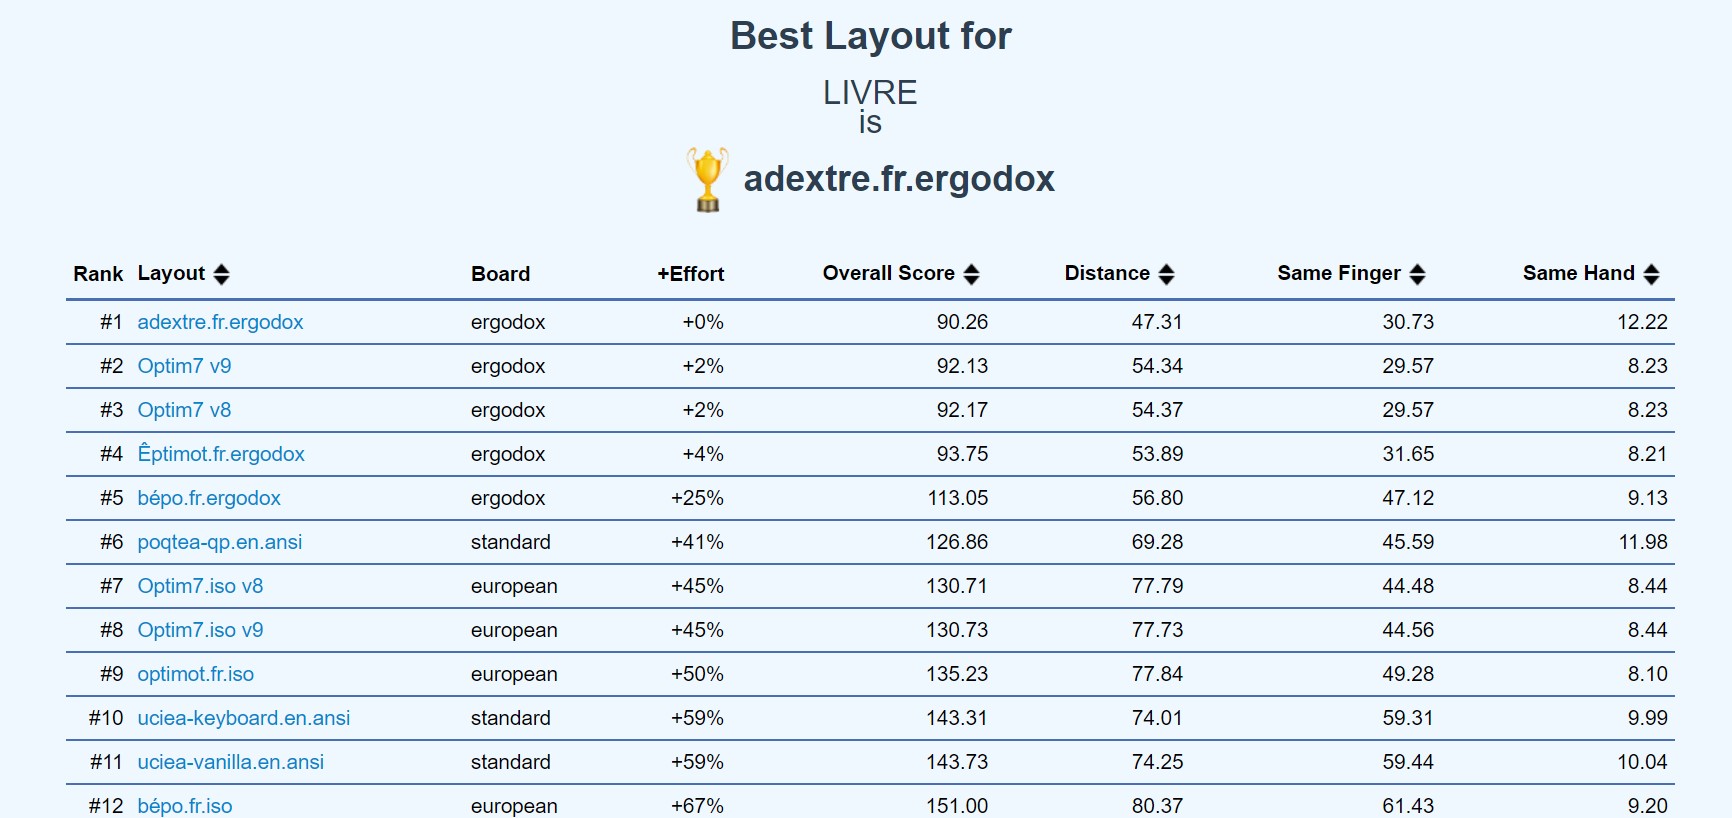 Best Layout for
LIVRE
is
adextre.fr.ergodox
Rank Layout Board +Effort Overall Score Distance Same Finger Same Hand
#1 adextre.fr.ergodox ergodox +0% 90.26 47.31 30.73 12.22
#2 Optim7 v9 ergodox +2% 92.13 54.34 29.57 8.23
#3 Optim7 v8 ergodox +2% 92.17 54.37 29.57 8.23
#4 Êptimot.fr.ergodox ergodox +4% 93.75 53.89 31.65 8.21
#5 bépo.fr.ergodox ergodox +25% 113.05 56.80 47.12 9.13
#6 poqtea-qp.en.ansi standard +41% 126.86 69.28 45.59 11.98
#7 Optim7.iso v8 european +45% 130.71 77.79 44.48 8.44
#8 Optim7.iso v9 european +45% 130.73 77.73 44.56 8.44
#9 optimot.fr.iso european +50% 135.23 77.84 49.28 8.10
#10 uciea-keyboard.en.ansi standard +59% 143.31 74.01 59.31 9.99
#11 uciea-vanilla.en.ansi standard +59% 143.73 74.25 59.44 10.04
#12 bépo.fr.iso european +67% 151.00 80.37 61.43 9.20